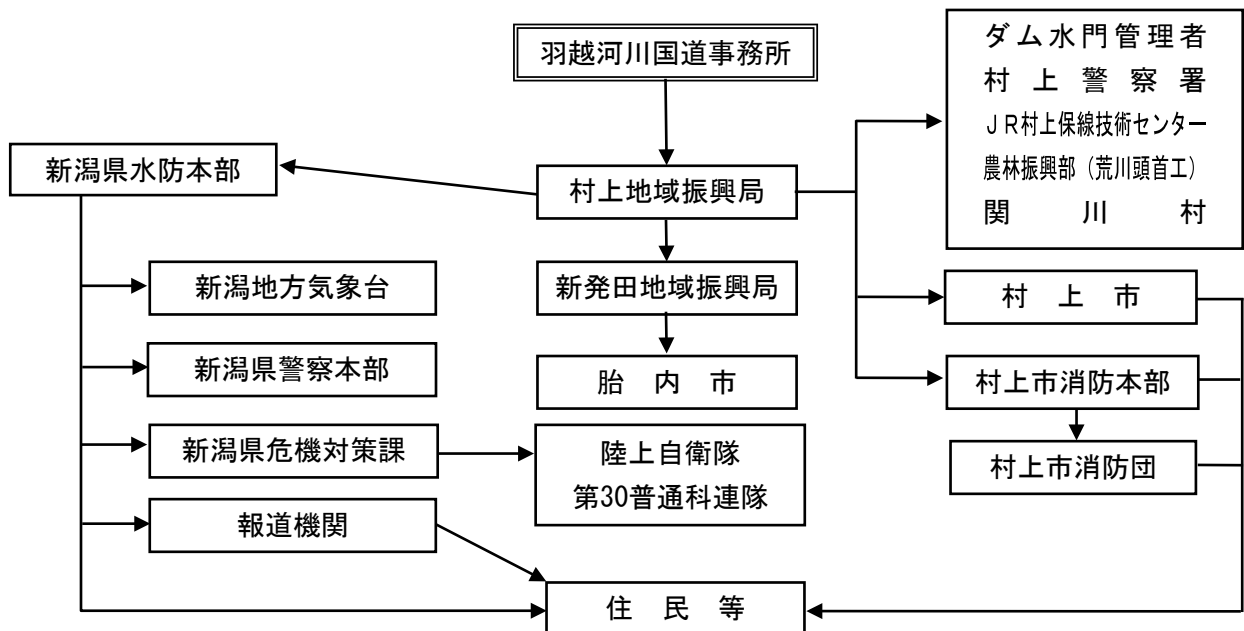 羽越河川国道事務所
ダム水門管理者
村上警察署
JR村上保線技術センター
農林振興部(荒川頭首工)
関川村
新潟県水防本部
村上地域振興局
新潟地方気象台
新発田地域振興局
村上市
新潟県警察本部
胎内市
村上市消防本部
新潟県危機対策課
陸上自衛隊
第30普通科連隊
村上市消防団
報道機関
住民等